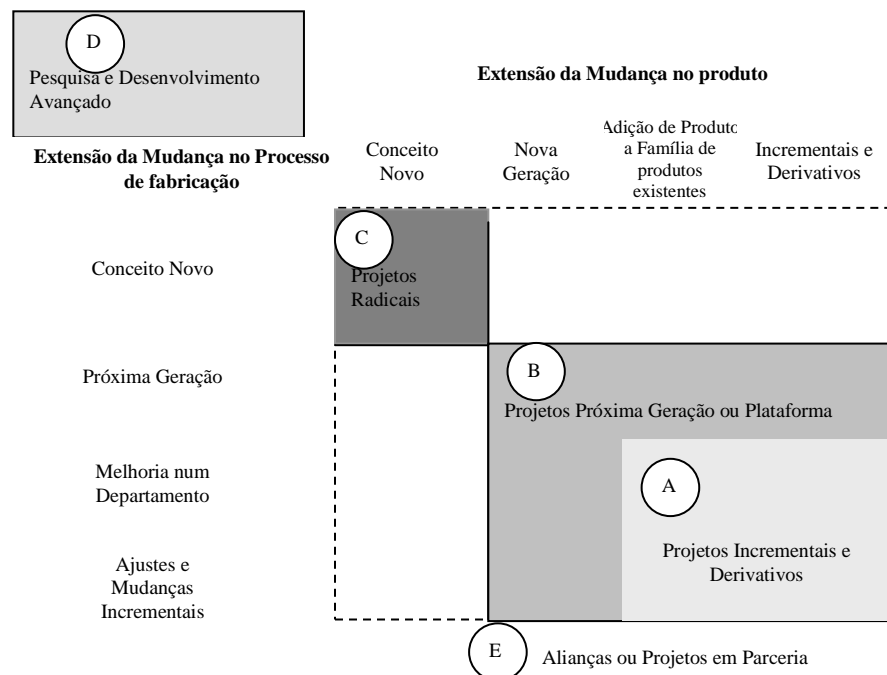 D
Pesquisa e Desenvolvimento
Avançado
Extensão da Mudança no produto
Extensão da Mudança no Processo
de fabricação
Conceito
Novo
Nova
Geração
Adição de Produto
a Família de
produtos
existentes
Incrementais e
Derivativos
Conceito Novo
C
Projetos
Radicais
Próxima Geração
B
Projetos Próxima Geração ou Plataforma
Melhoria num
Departamento
A
Projetos Incrementais e
Derivativos
Ajustes e
Mudanças
Incrementais
E
Alianças ou Projetos em Parceria